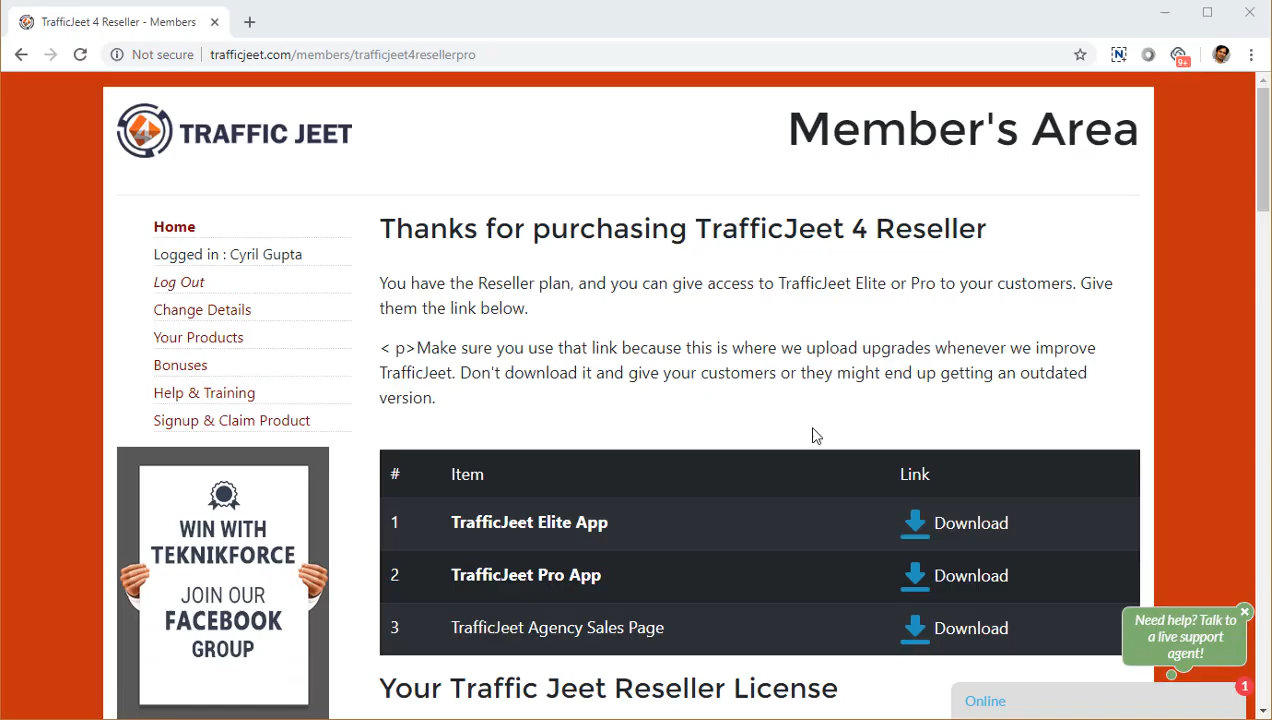 TrafficJeet 4 Reseller - Members
Not secure
trafficjeet.com/members/trafficjeet4resellerpro
9+
TRAFFIC JEET
Member's Area
Home
Logged in : Cyril Gupta
Log Out
Change Details
Your Products
Bonuses
Help & Training
Signup & Claim Product
WIN WITH
TEKNIKFORCE
JOIN OUR
FACEBOOK
GROUP
Thanks for purchasing TrafficJeet 4 Reseller
You have the Reseller plan, and you can give access to TrafficJeet Elite or Pro to your customers. Give
them the link below.
< p>Make sure you use that link because this is where we upload upgrades whenever we improve
TrafficJeet. Don't download it and give your customers or they might end up getting an outdated
version.
# Item Link
1 TrafficJeet Elite App Download
2 TrafficJeet Pro App Download
3 TrafficJeet Agency Sales Page Download
Your Traffic Jeet Reseller License
Need help? Talk to
a live support
agent!
Online
1